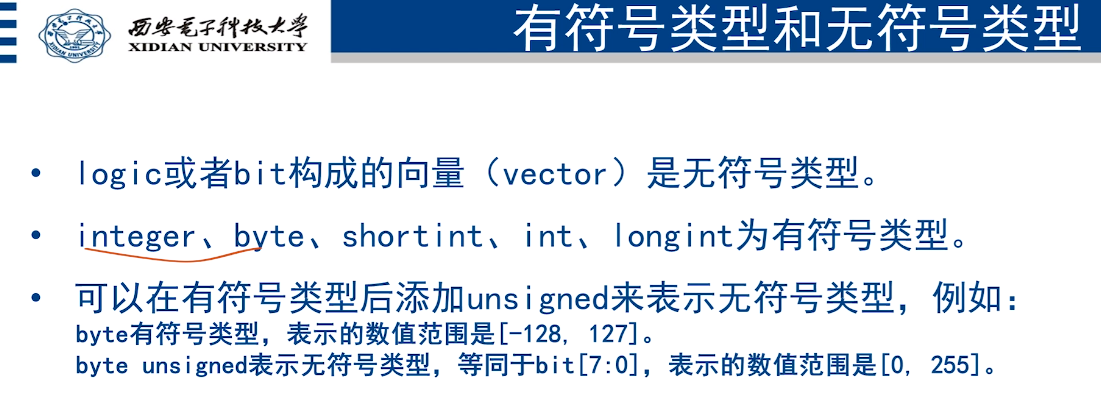 西安电子科技大学
XIDIAN UNIVERSITY
有符号类型和无符号类型
• logic或者bit构成的向量（vector）是无符号类型。
• integer、byte、shortint、int、longint为有符号类型。
• 可以在有符号类型后添加unsigned来表示无符号类型，例如：
byte有符号类型，表示的数值范围是[-128, 127]。
byte unsigned表示无符号类型，等同于bit[7:0]，表示的数值范围是[0, 255]。